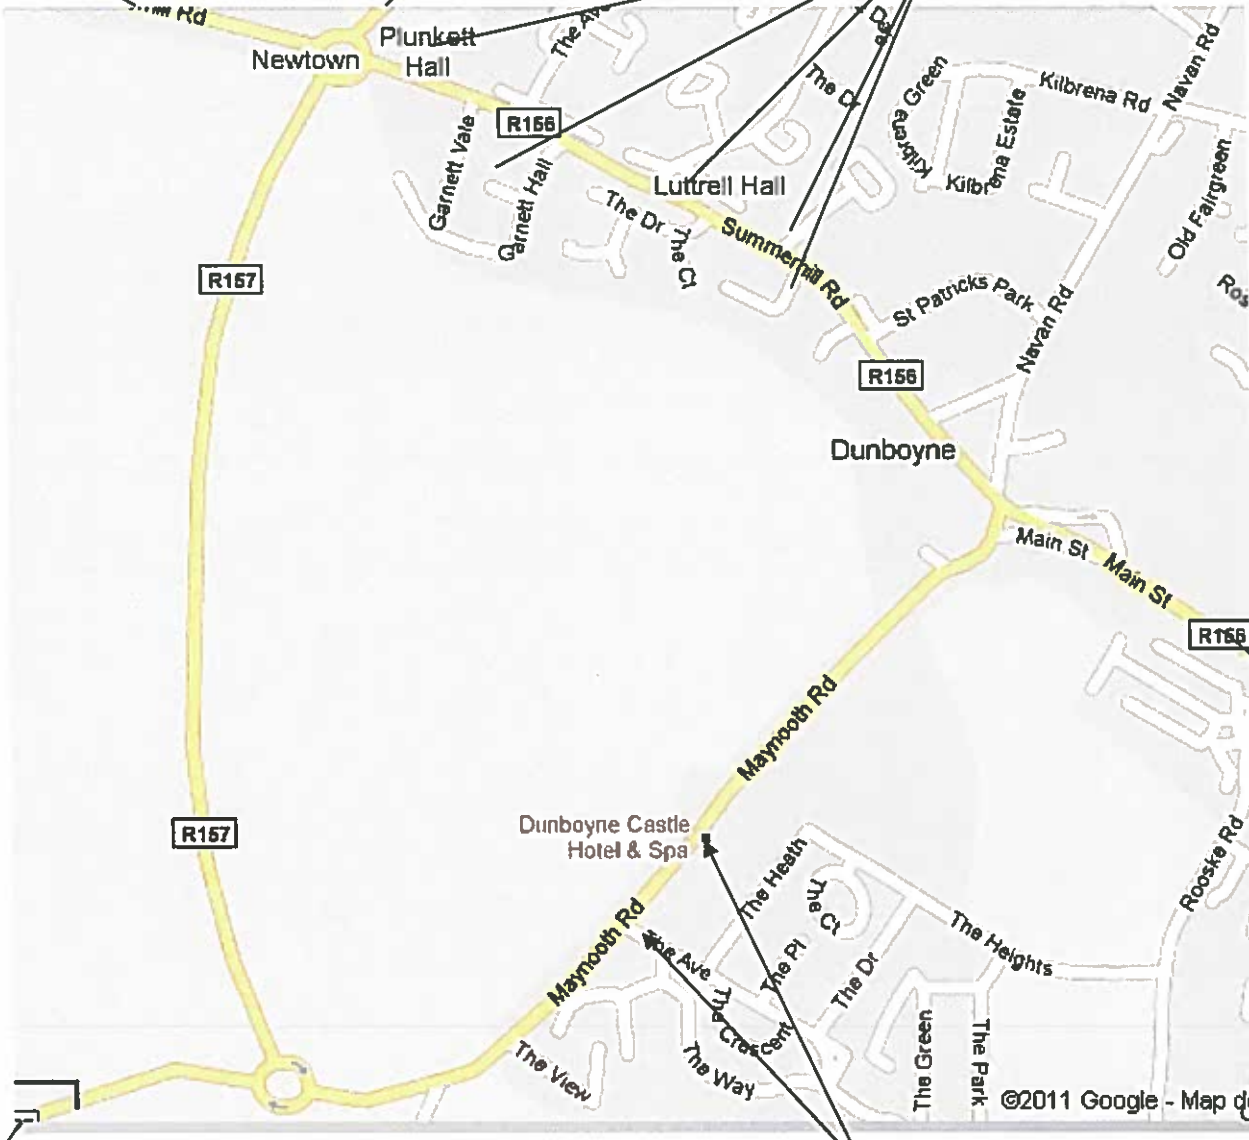 Rd
Plunkett
Hall
Newtown
The Ave
The Dr
Kilbrena Green
Kilbrena Rd
Kilbrena Estate
Navan Rd
R156
Garnett Vale
Garnett Hall
Luttrell Hall
The Dr
The Ct
Summerhill Rd
Old Fairgreen
R157
St Patricks Park
Navan Rd
R156
Dunboyne
Main St
Main St
R156
Maynooth Rd
R157
Dunboyne Castle
Hotel & Spa
The Heath
The Ct
Rooske Rd
Maynooth Rd
The Ave
The Pl
The Dr
The Heights
The Crescent
The View
The Way
The Green
The Park
©2011 Google - Map d